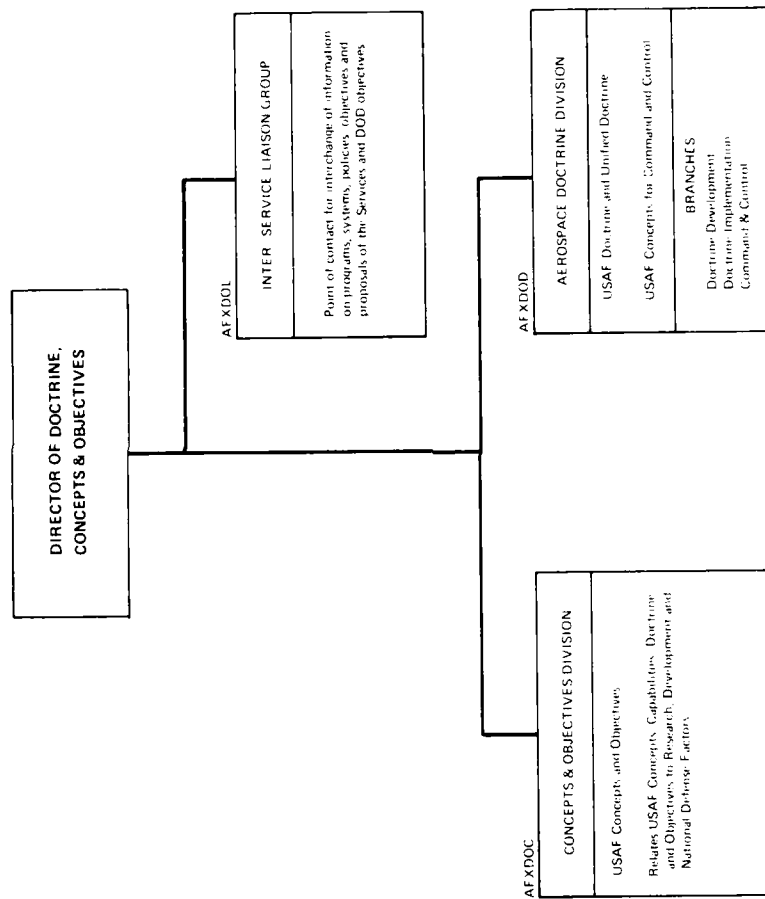 DIRECTOR OF DOCTRINE,
CONCEPTS & OBJECTIVES
AFXDOL
INTER SERVICE LIAISON GROUP
Point of contact for interchange of information
on programs, systems, policies, objectives and
proposals of the Services and DOD objectives
AFXDOC
CONCEPTS & OBJECTIVES DIVISION
USAF Concepts and Objectives
Relates USAF Concepts, Capabilities, Doctrine
and Objectives to Research, Development and
National Defense Factors
AFXDOD
AEROSPACE DOCTRINE DIVISION
USAF Doctrine and Unified Doctrine
USAF Concepts for Command and Control
BRANCHES
Doctrine Development
Doctrine Implementation
Command & Control